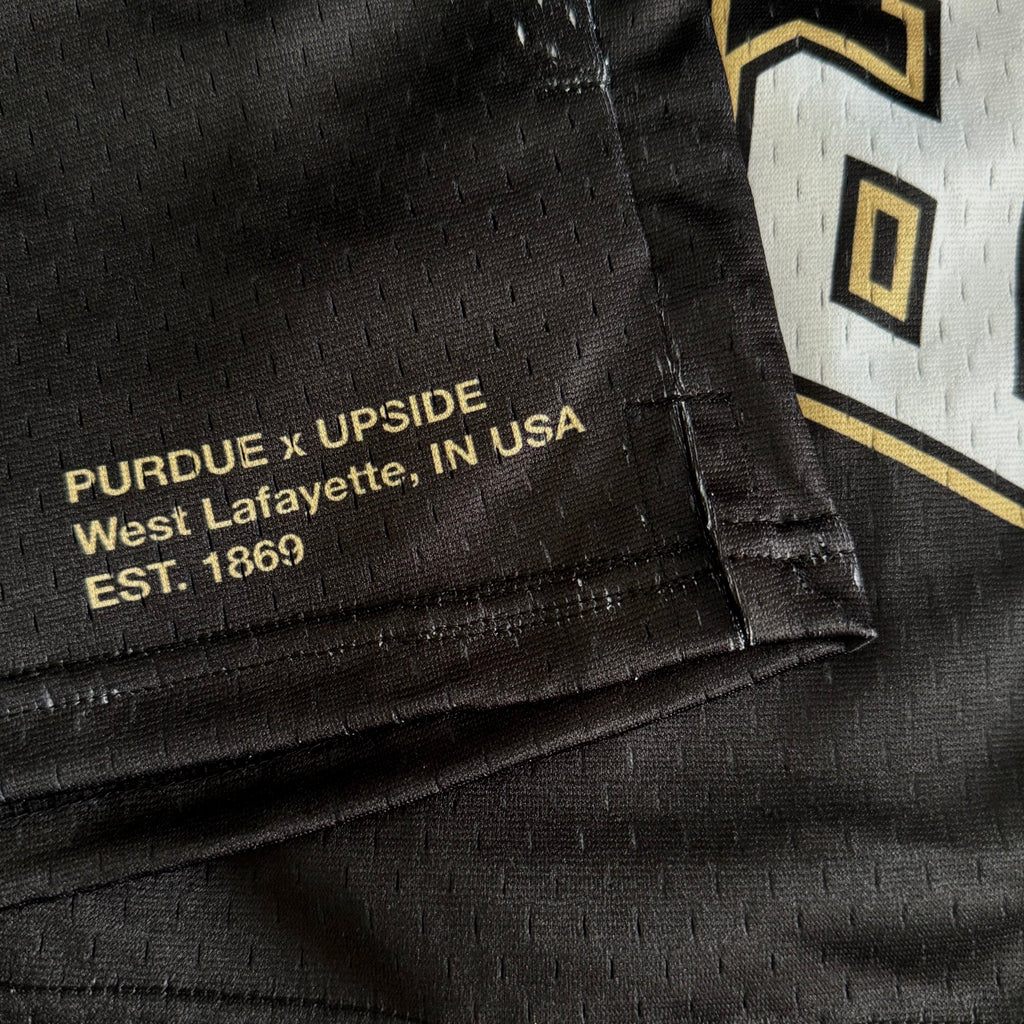 PURDUE x UPSIDE
West Lafayette, IN USA
EST. 1869